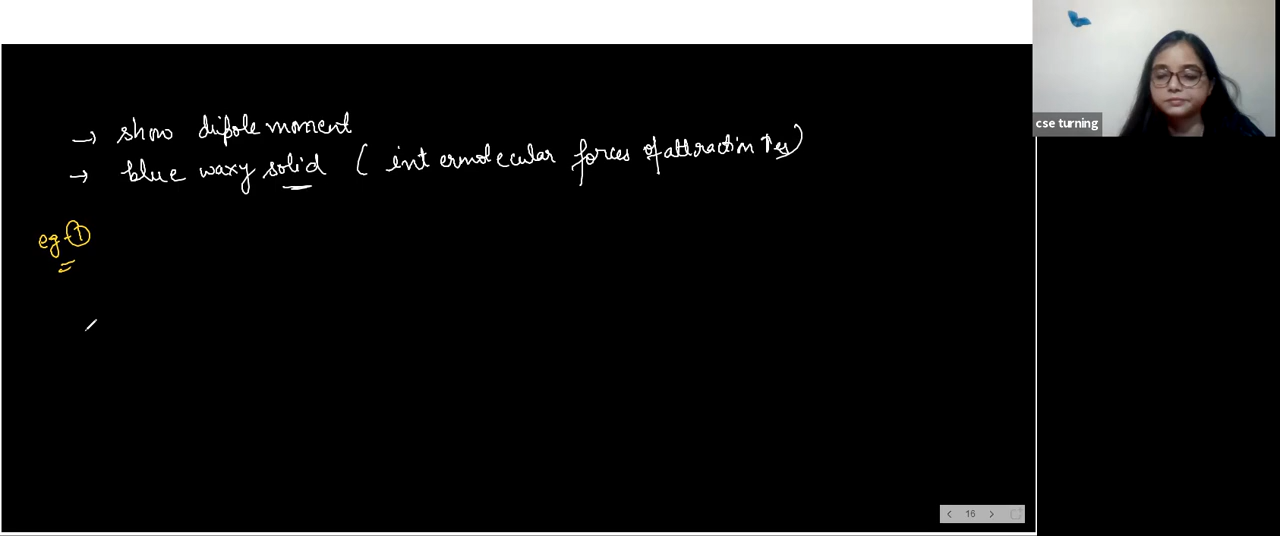 → show dipole moment
→ blue waxy solid ( intermolecular forces of attraction ↑es)
eg-①
cse turning
< 16 >